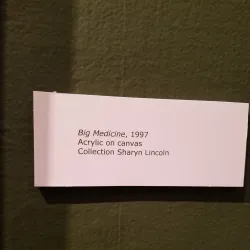 Big Medicine, 1997
Acrylic on canvas
Collection Sharyn Lincoln